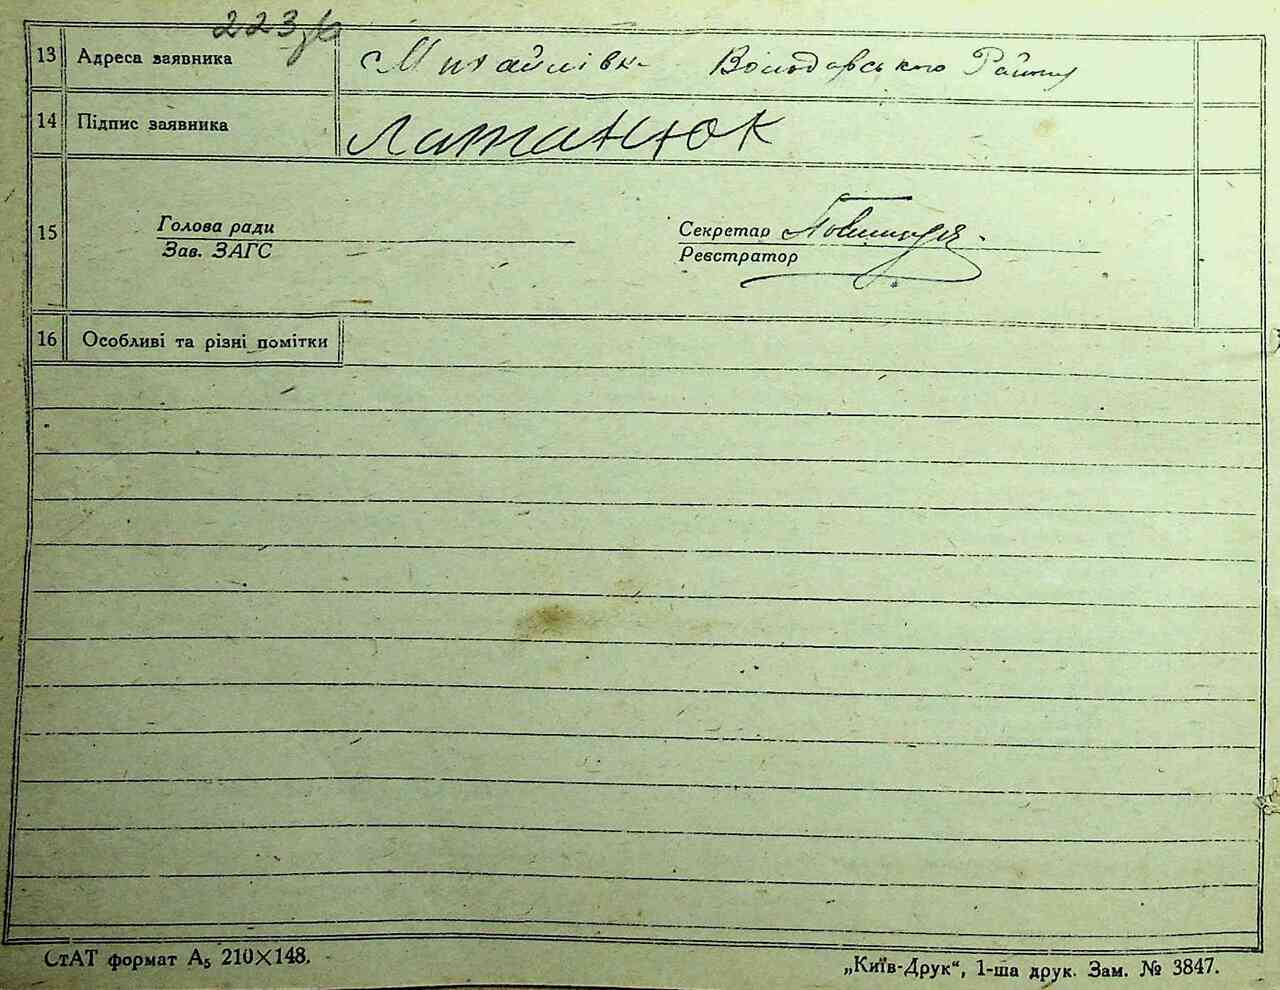 223
13 Адреса заявника Михайлівка Володарського Району
14 Підпис заявника Латанюк
15 Голова ради
Зав. ЗАГС
Секретар
Реєстратор
16 Особливі та різні помітки
СтАТ формат А₅ 210×148.
„Київ-Друк“, 1-ша друк. Зам. № 3847.